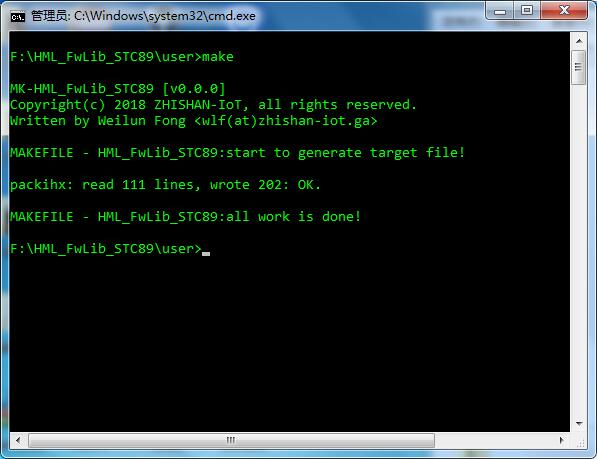 管理员: C:\Windows\system32\cmd.exe
F:\HML_FwLib_STC89\user>make
MK-HML_FwLib_STC89 [v0.0.0]
Copyright(c) 2018 ZHISHAN-IoT, all rights reserved.
Written by Weilun Fong <wlf(at)zhishan-iot.ga>
MAKEFILE - HML_FwLib_STC89:start to generate target file!
packihx: read 111 lines, wrote 202: OK.
MAKEFILE - HML_FwLib_STC89:all work is done!
F:\HML_FwLib_STC89\user>